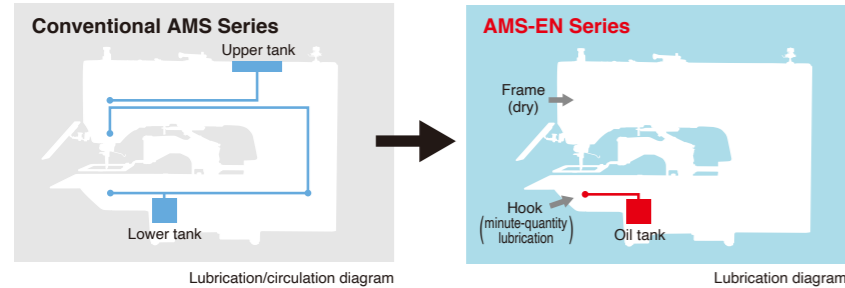 Conventional AMS Series
Upper tank
Lower tank
Lubrication/circulation diagram
AMS-EN Series
Frame
(dry)
Hook
(minute-quantity
lubrication)
Oil tank
Lubrication diagram